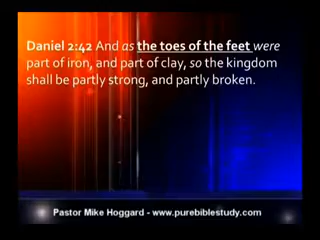 Daniel 2:42 And as the toes of the feet were
part of iron, and part of clay, so the kingdom
shall be partly strong, and partly broken.
Pastor Mike Hoggard - www.purebiblestudy.com